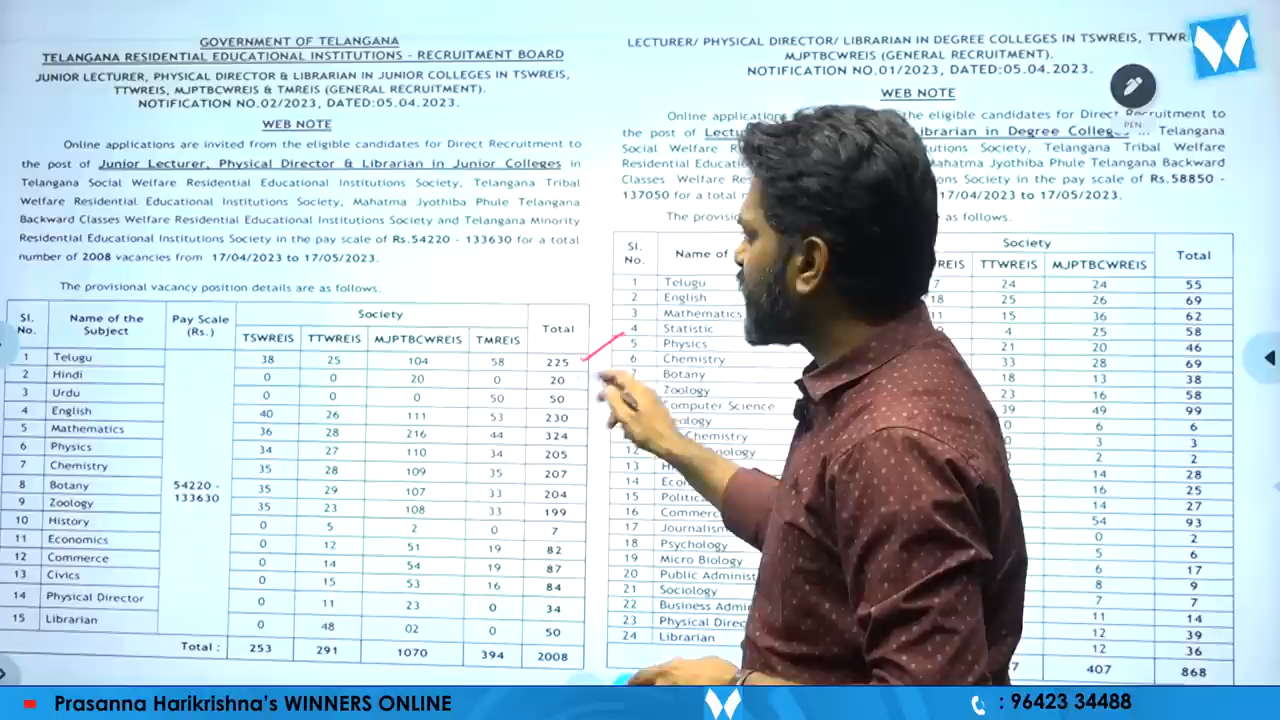 GOVERNMENT OF TELANGANA
TELANGANA RESIDENTIAL EDUCATIONAL INSTITUTIONS - RECRUITMENT BOARD
JUNIOR LECTURER, PHYSICAL DIRECTOR & LIBRARIAN IN JUNIOR COLLEGES IN TSWREIS,
TTWREIS, MJPTBCWREIS & TMREIS (GENERAL RECRUITMENT).
NOTIFICATION NO.02/2023, DATED:05.04.2023.
WEB NOTE
Online applications are invited from the eligible candidates for Direct Recruitment to
the post of Junior Lecturer, Physical Director & Librarian in Junior Colleges in
Telangana Social Welfare Residential Educational Institutions Society, Telangana Tribal
Welfare Residential Educational Institutions Society, Mahatma Jyothiba Phule Telangana
Backward Classes Welfare Residential Educational Institutions Society and Telangana Minority
Residential Educational Institutions Society in the pay scale of Rs.54220 - 133630 for a total
number of 2008 vacancies from 17/04/2023 to 17/05/2023.
The provisional vacancy position details are as follows.
Sl. No. Name of the Subject Pay Scale (Rs.) Society Total
TSWREIS TTWREIS MJPTBCWREIS TMREIS
1 Telugu 38 25 104 58 225
2 Hindi 0 0 20 0 20
3 Urdu 0 0 0 50 50
4 English 40 26 111 53 230
5 Mathematics 36 28 216 44 324
6 Physics 34 27 110 34 205
7 Chemistry 35 28 109 35 207
8 Botany 35 29 107 33 204
9 Zoology 35 23 108 33 199
54220 - 133630
10 History 0 5 2 0 7
11 Economics 0 12 51 19 82
12 Commerce 0 14 54 19 87
13 Civics 0 15 53 16 84
14 Physical Director 0 11 23 0 34
15 Librarian 0 48 02 0 50
Total : 253 291 1070 394 2008
LECTURER/ PHYSICAL DIRECTOR/ LIBRARIAN IN DEGREE COLLEGES IN TSWREIS, TTWR
MJPTBCWREIS (GENERAL RECRUITMENT).
NOTIFICATION NO.01/2023, DATED:05.04.2023.
WEB NOTE
PEN
Online application the eligible candidates for Direct Recruitment to
the post of Lectu ibrarian in Degree Colleges in Telangana
Social Welfare R utions Society, Telangana Tribal Welfare
Residential Educati Mahatma Jyothiba Phule Telangana Backward
Classes Welfare Re ons Society in the pay scale of Rs.58850 -
137050 for a total n 17/04/2023 to 17/05/2023.
The provisio as follows.
Sl. No. Name of Society Total
REIS TTWREIS MJPTBCWREIS
1 Telugu 7 24 24 55
2 English 18 25 26 69
3 Mathematics 11 15 36 62
4 Statistic 4 25 58
5 Physics 21 20 46
6 Chemistry 33 28 69
Botany 18 13 38
Zoology 23 16 58
Computer Science 39 49 99
0 6 6
Chemistry 0 3 3
12 0 2 2
13 14 28
14 Econ 16 25
15 Politic 14 27
16 Commerc 54 93
17 Journalism 0 2
18 Psychology 5 6
19 Micro Biology 6 17
20 Public Administ 8 9
21 Sociology 7 7
22 Business Admi 11 14
23 Physical Direc 12 39
24 Librarian 12 36
7 407 868
Prasanna Harikrishna's WINNERS ONLINE
: 96423 34488